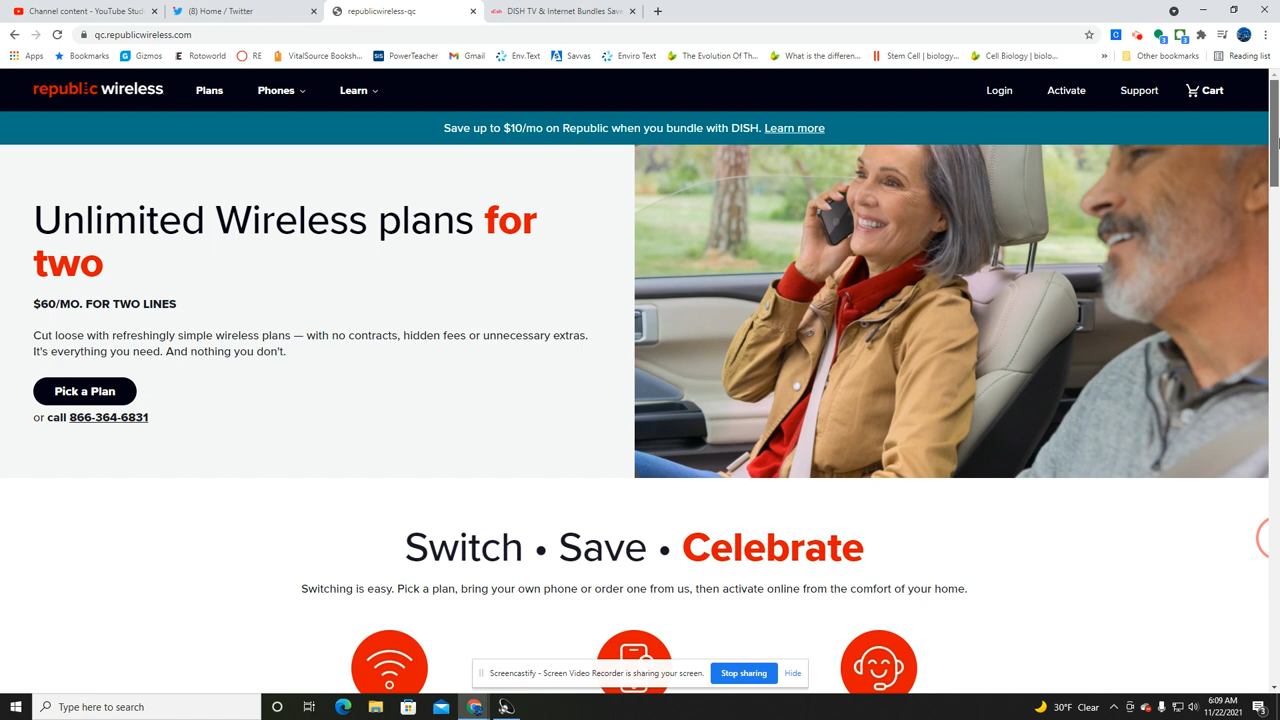 Channel content - YouTube Stud
(8) Home / Twitter
republicwireless-qc
DISH TV & Internet Bundles Save
qc.republicwireless.com
Apps
Bookmarks
Gizmos
Rotoworld
RE
VitalSource Booksh...
PowerTeacher
Gmail
Env.Text
Savvas
Enviro Text
The Evolution Of Th...
What is the differen...
Stem Cell | biology...
Cell Biology | biolo...
»
Other bookmarks
Reading list
republic wireless
Plans
Phones
Learn
Login
Activate
Support
Cart
Save up to $10/mo on Republic when you bundle with DISH. Learn more
Unlimited Wireless plans for
two
$60/MO. FOR TWO LINES
Cut loose with refreshingly simple wireless plans — with no contracts, hidden fees or unnecessary extras.
It's everything you need. And nothing you don't.
Pick a Plan
or call 866-364-6831
Switch • Save • Celebrate
Switching is easy. Pick a plan, bring your own phone or order one from us, then activate online from the comfort of your home.
Screencastify - Screen Video Recorder is sharing your screen.
Stop sharing
Hide
Type here to search
30°F Clear
6:09 AM
11/22/2021